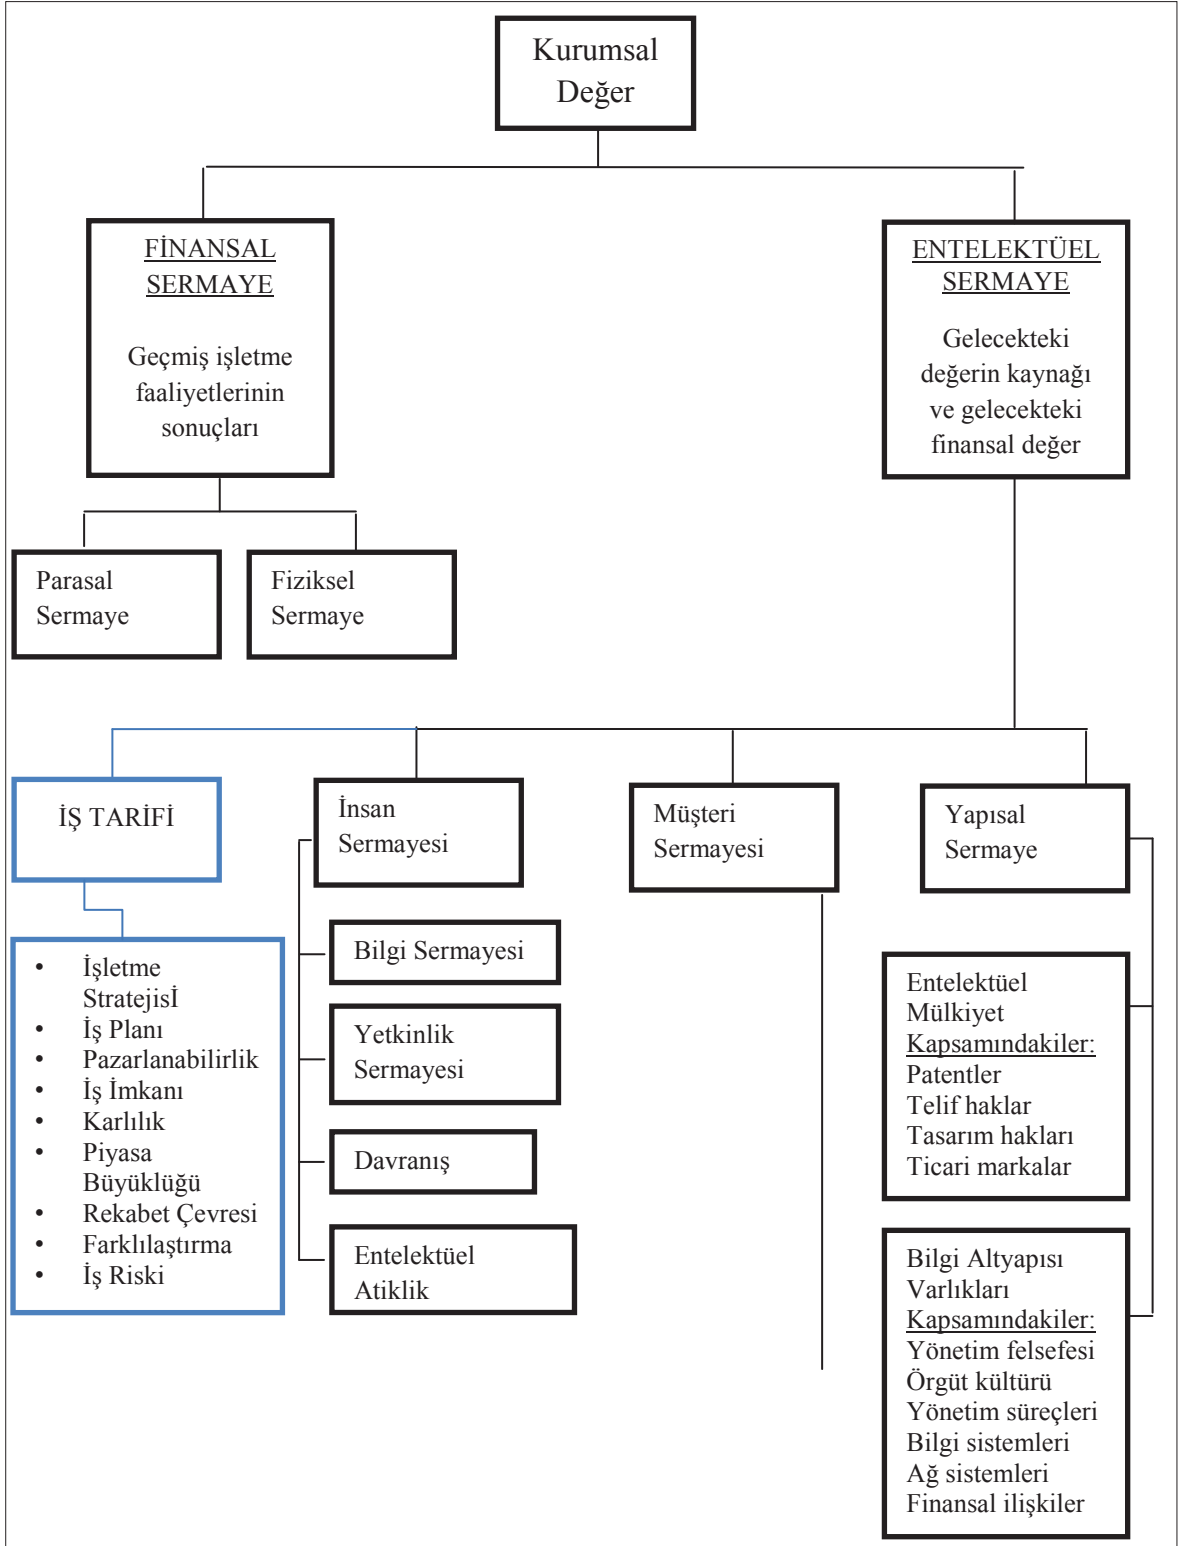 Kurumsal
Değer
FİNANSAL
SERMAYE
Geçmiş işletme
faaliyetlerinin
sonuçları
ENTELEKTÜEL
SERMAYE
Gelecekteki
değerin kaynağı
ve gelecekteki
finansal değer
Parasal
Sermaye
Fiziksel
Sermaye
İŞ TARİFİ
İnsan
Sermayesi
Müşteri
Sermayesi
Yapısal
Sermaye
• İşletme
Stratejisİ
• İş Planı
• Pazarlanabilirlik
• İş İmkanı
• Karlılık
• Piyasa
Büyüklüğü
• Rekabet Çevresi
• Farklılaştırma
• İş Riski
Bilgi Sermayesi
Yetkinlik
Sermayesi
Davranış
Entelektüel
Atiklik
Entelektüel
Mülkiyet
Kapsamındakiler:
Patentler
Telif haklar
Tasarım hakları
Ticari markalar
Bilgi Altyapısı
Varlıkları
Kapsamındakiler:
Yönetim felsefesi
Örgüt kültürü
Yönetim süreçleri
Bilgi sistemleri
Ağ sistemleri
Finansal ilişkiler